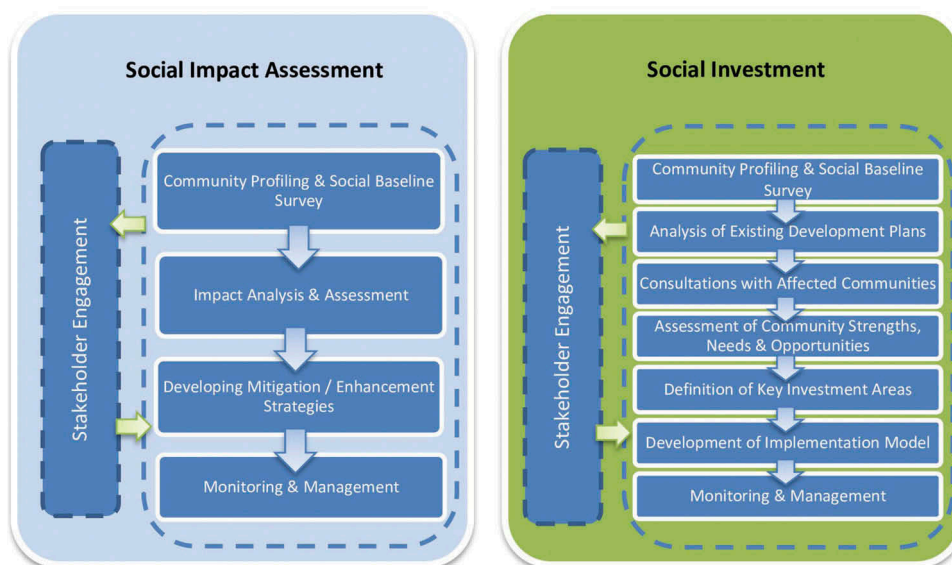 Social Impact Assessment
Stakeholder Engagement
Community Profiling & Social Baseline
Survey
Impact Analysis & Assessment
Developing Mitigation / Enhancement
Strategies
Monitoring & Management
Social Investment
Stakeholder Engagement
Community Profiling & Social Baseline
Survey
Analysis of Existing Development Plans
Consultations with Affected Communities
Assessment of Community Strengths,
Needs & Opportunities
Definition of Key Investment Areas
Development of Implementation Model
Monitoring & Management